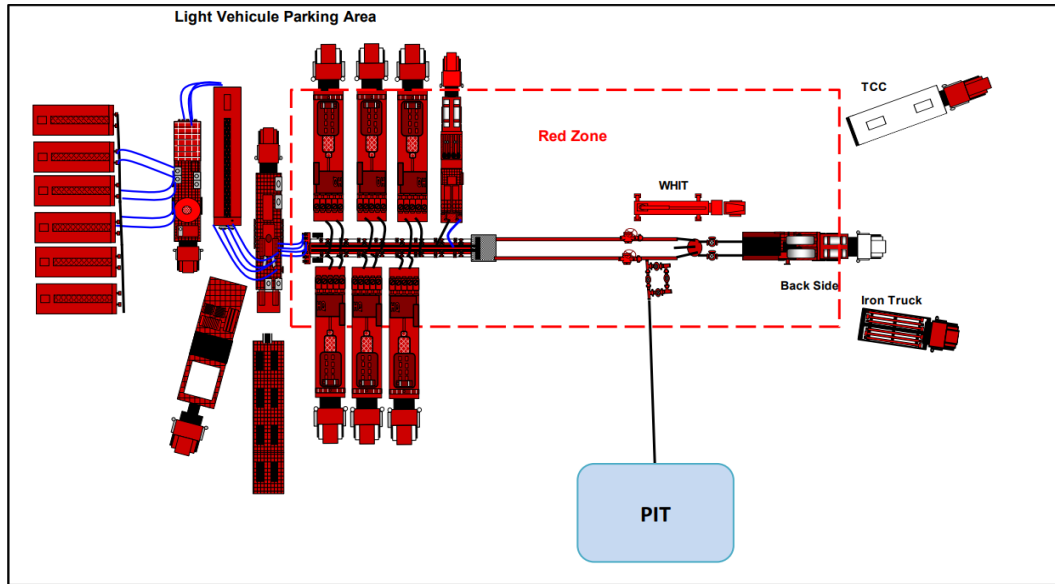 Light Vehicule Parking Area
TCC
Red Zone
WHIT
Back Side
Iron Truck
PIT